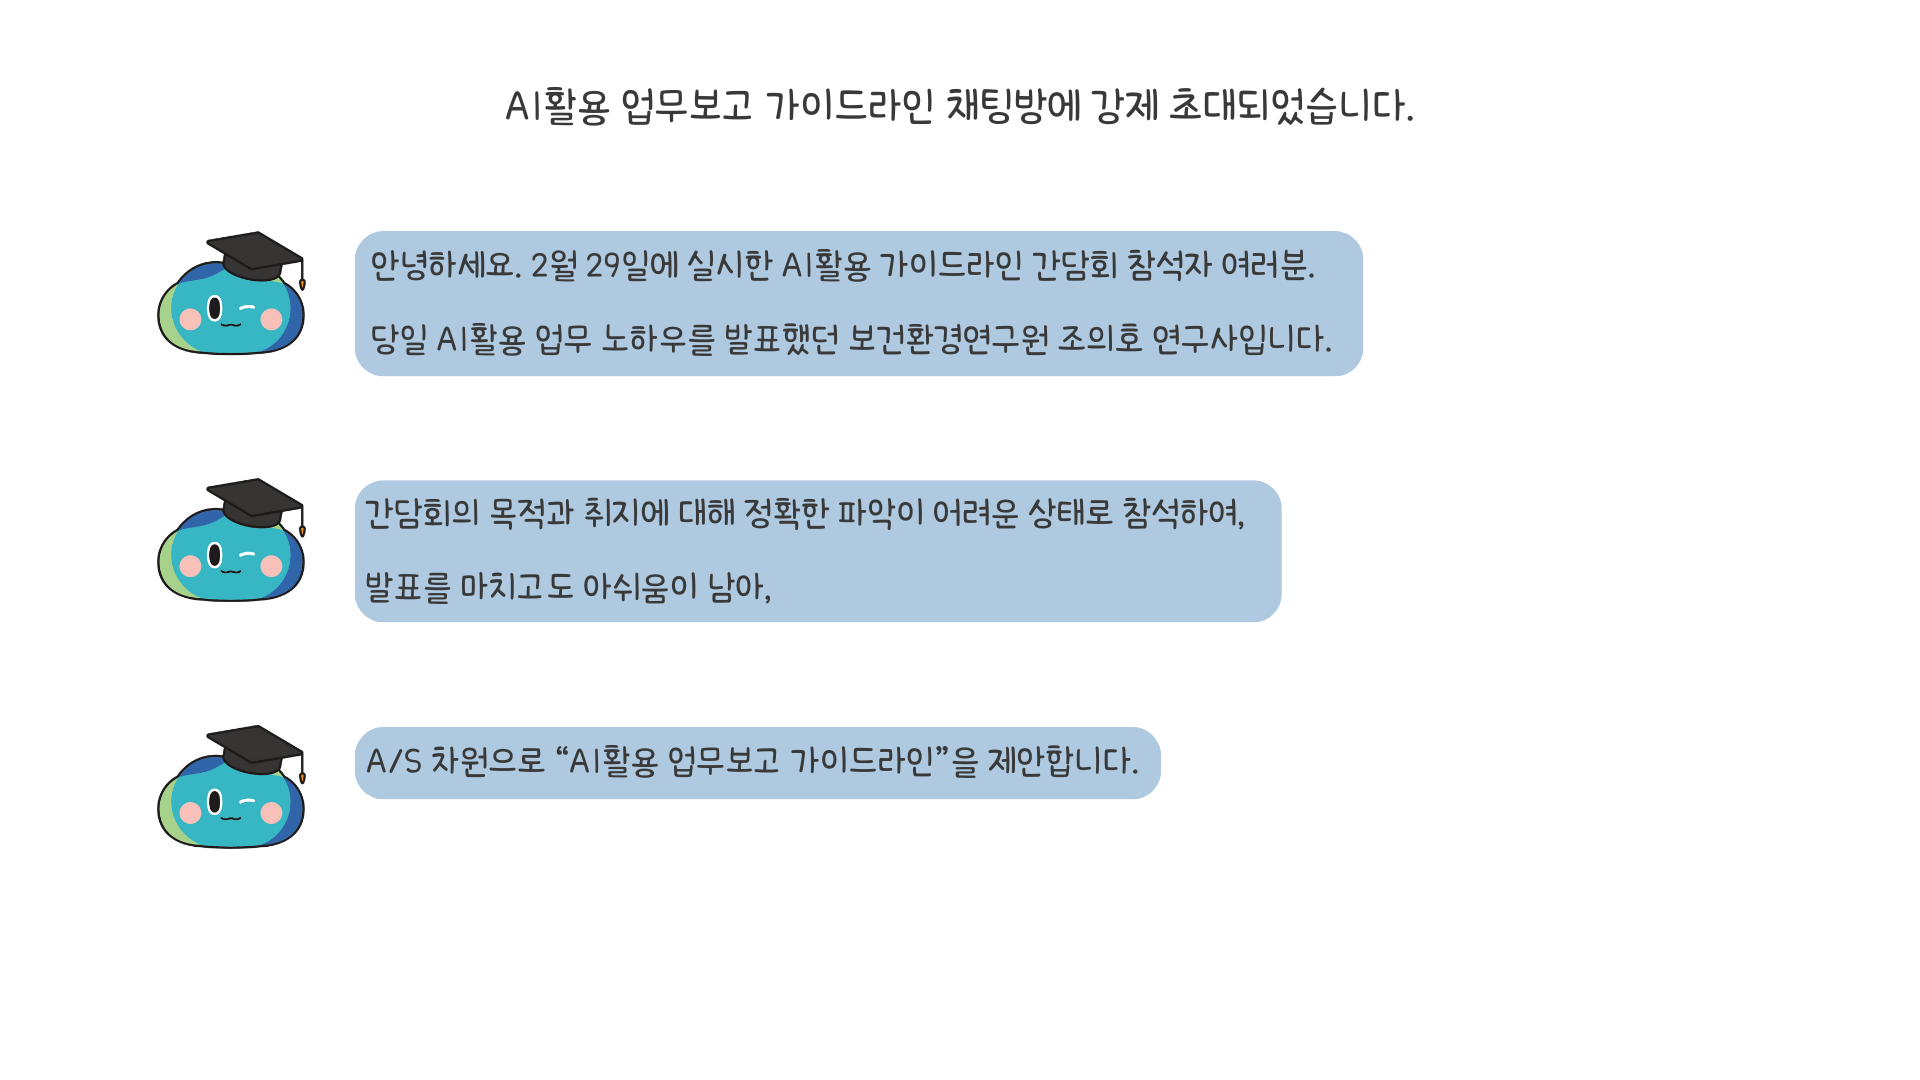 AI활용 업무보고 가이드라인 채팅방에 강제 초대되었습니다.
안녕하세요. 2월 29일에 실시한 AI활용 가이드라인 간담회 참석자 여러분.
당일 AI활용 업무 노하우를 발표했던 보건환경연구원 조의호 연구사입니다.
간담회의 목적과 취지에 대해 정확한 파악이 어려운 상태로 참석하여,
발표를 마치고도 아쉬움이 남아,
A/S 차원으로 “AI활용 업무보고 가이드라인”을 제안합니다.